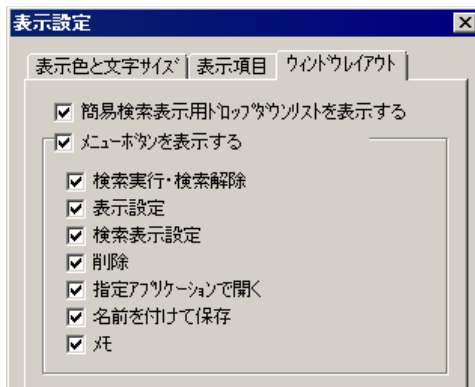 表示設定
表示色と文字ｻｲｽﾞ 表示項目 ｳｨﾝﾄﾞｳﾚｲｱｳﾄ
簡易検索表示用ﾄﾞﾛｯﾌﾟﾀﾞｳﾝﾘｽﾄを表示する
ﾒﾆｭｰﾎﾞﾀﾝを表示する
検索実行・検索解除
表示設定
検索表示設定
削除
指定ｱﾌﾟﾘｹｰｼｮﾝで開く
名前を付けて保存
ﾒﾓ